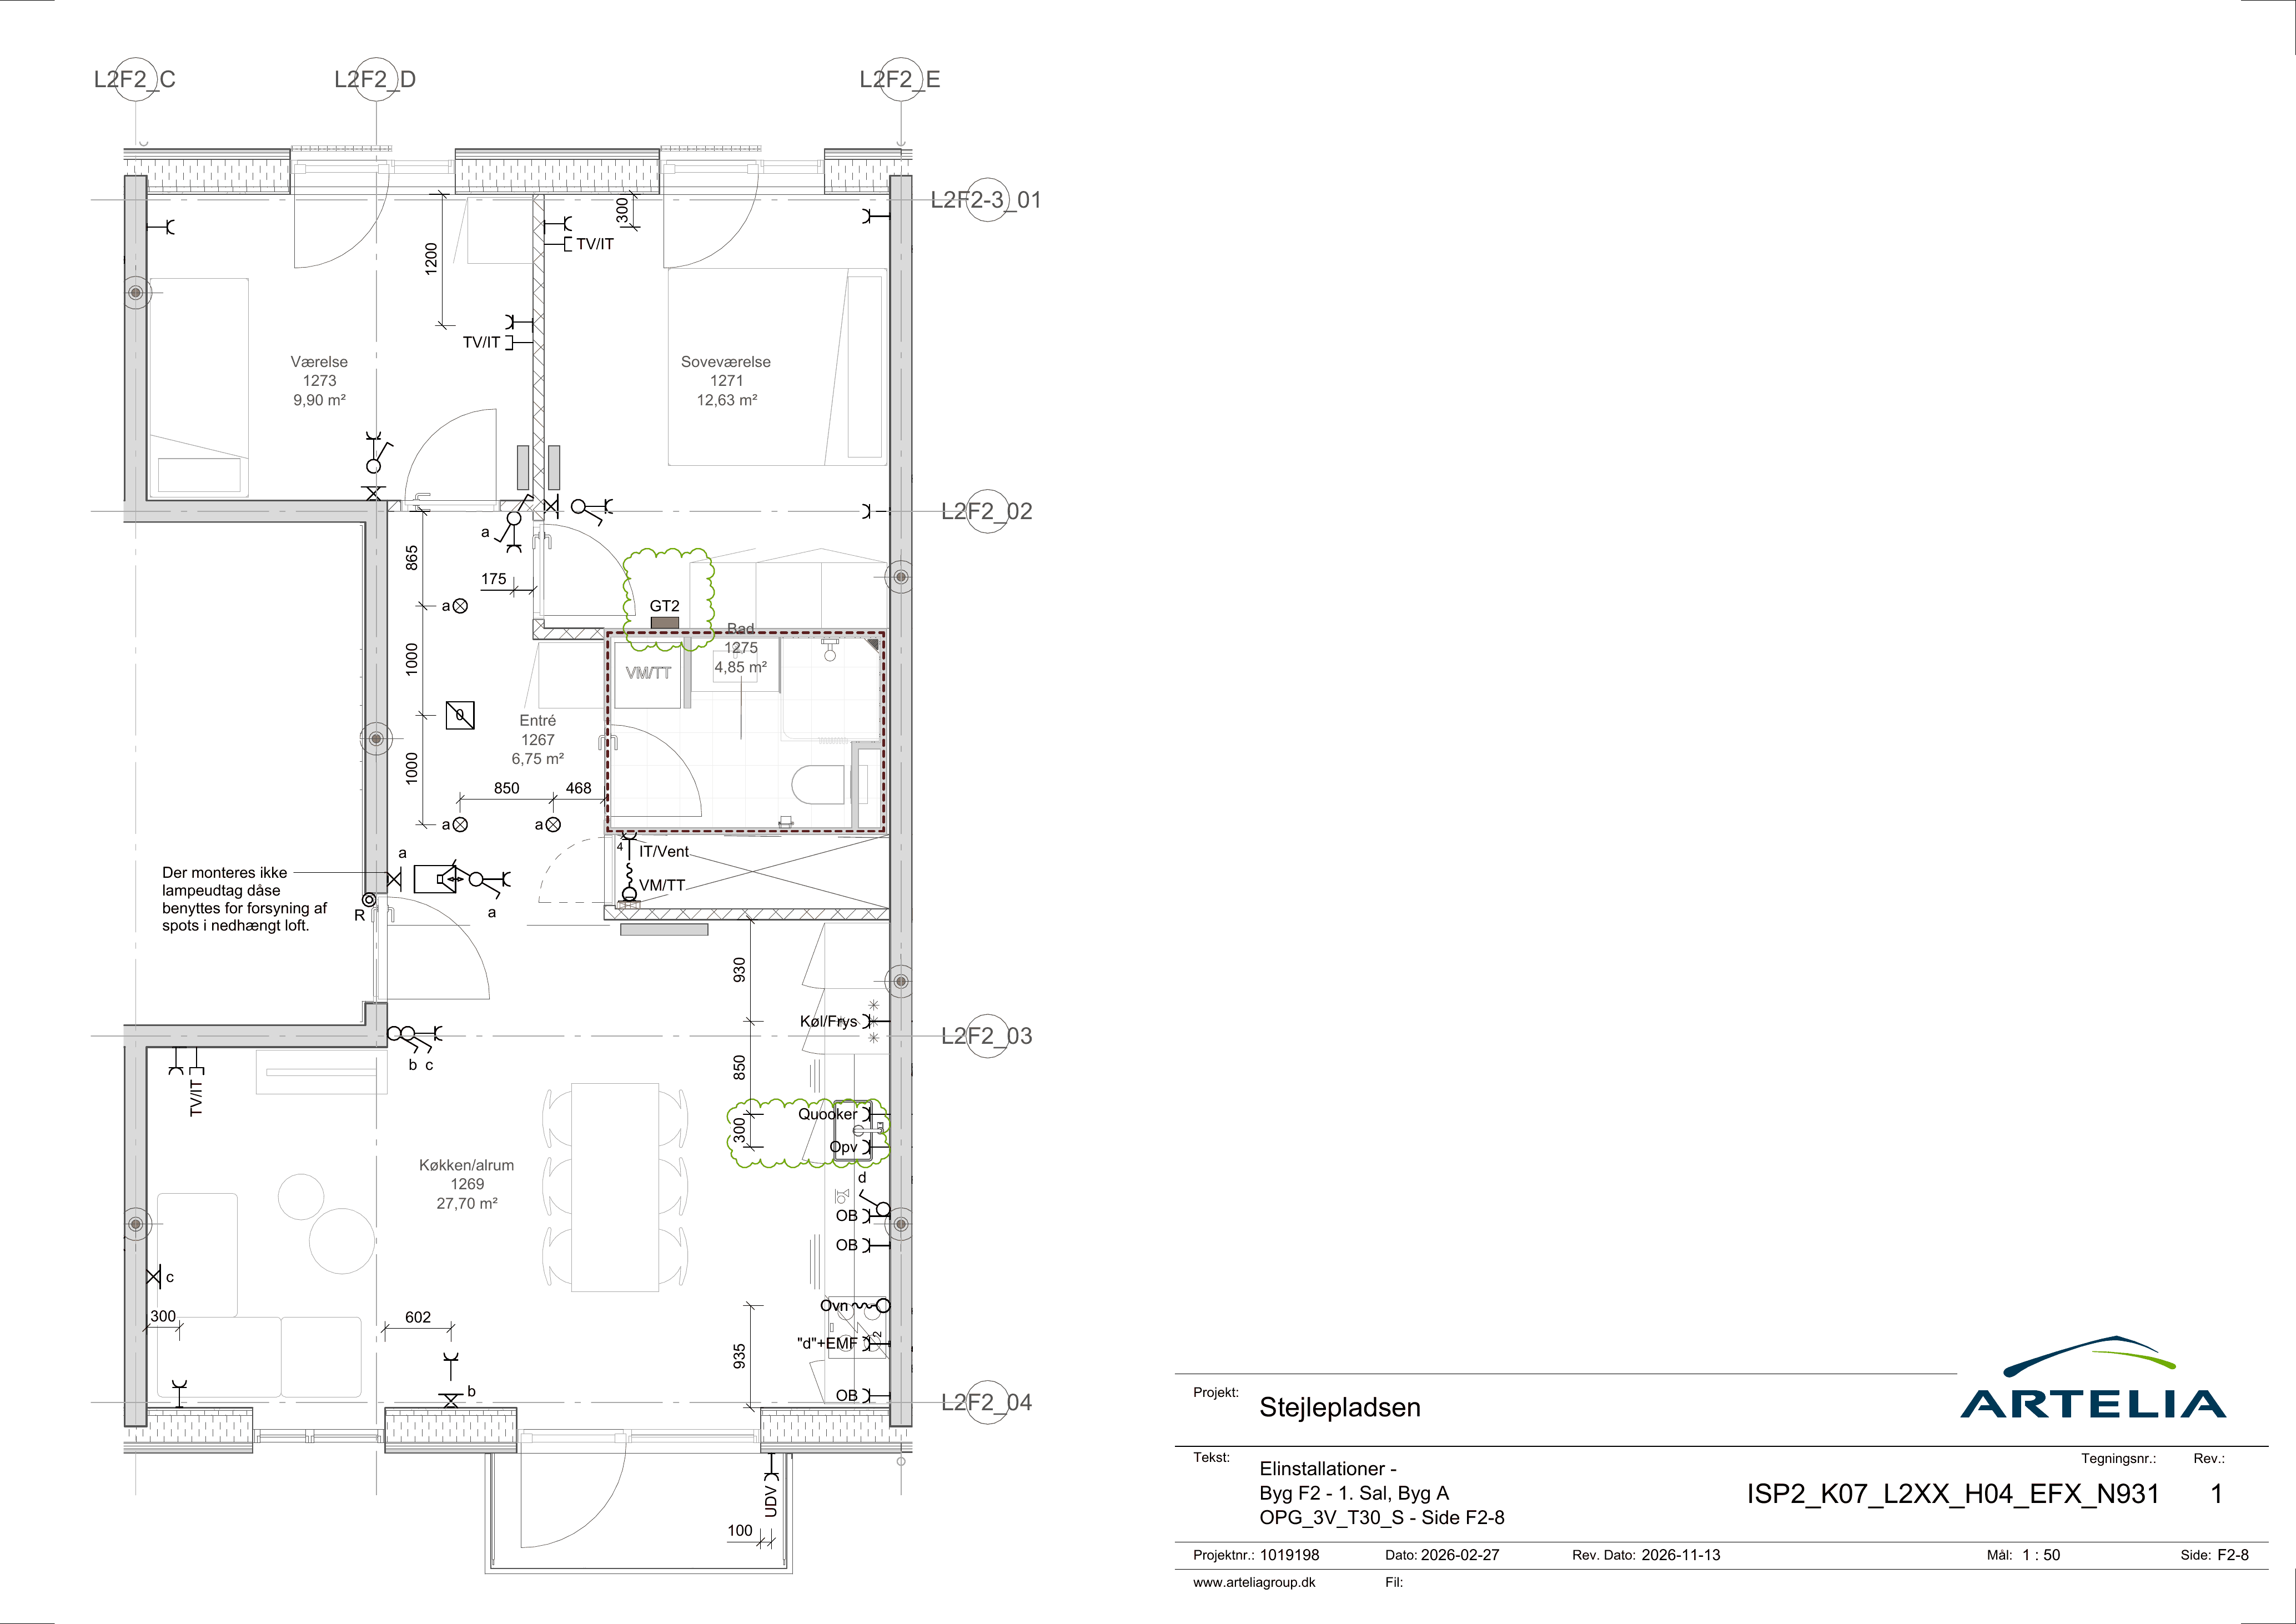 L2F2_C
L2F2_D
L2F2_E
L2F2-3_01
300
TV/IT
1200
TV/IT
Værelse
1273
9,90 m²
Soveværelse
1271
12,63 m²
L2F2_02
a
865
175
a
GT2
Rad
1275
4,85 m²
VM/TT
1000
0
Entré
1267
6,75 m²
1000
850
468
a
a
4
IT/Vent
VM/TT
a
Der monteres ikke
lampeudtag dåse
benyttes for forsyning af
spots i nedhængt loft.
R
a
930
Køl/Frys
L2F2_03
b c
850
TV/IT
Quooker
300
Opv
Køkken/alrum
1269
27,70 m²
d
OB
OB
c
300
602
Ovn
2
"d"+EMF
935
b
OB
L2F2_04
UDV
100
ARTELIA
Projekt:
Stejlepladsen
Tekst:
Elinstallationer -
Byg F2 - 1. Sal, Byg A
OPG_3V_T30_S - Side F2-8
Tegningsnr.:
Rev.:
ISP2_K07_L2XX_H04_EFX_N931
1
Projektnr.: 1019198
Dato: 2026-02-27
Rev. Dato: 2026-11-13
Mål: 1 : 50
Side: F2-8
www.arteliagroup.dk
Fil: